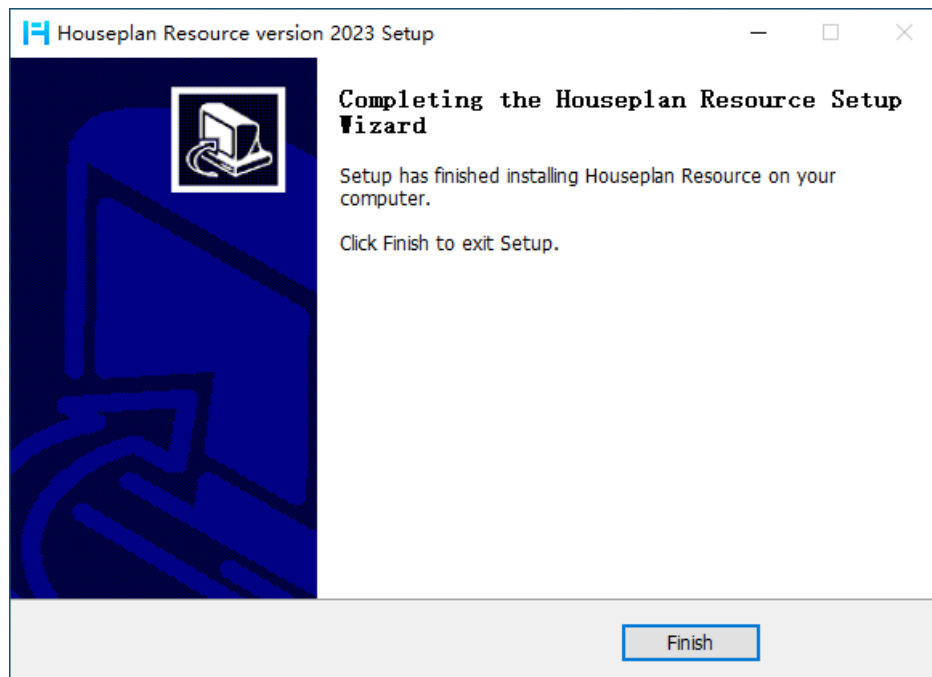 Houseplan Resource version 2023 Setup
Completing the Houseplan Resource Setup
Wizard
Setup has finished installing Houseplan Resource on your
computer.
Click Finish to exit Setup.
Finish